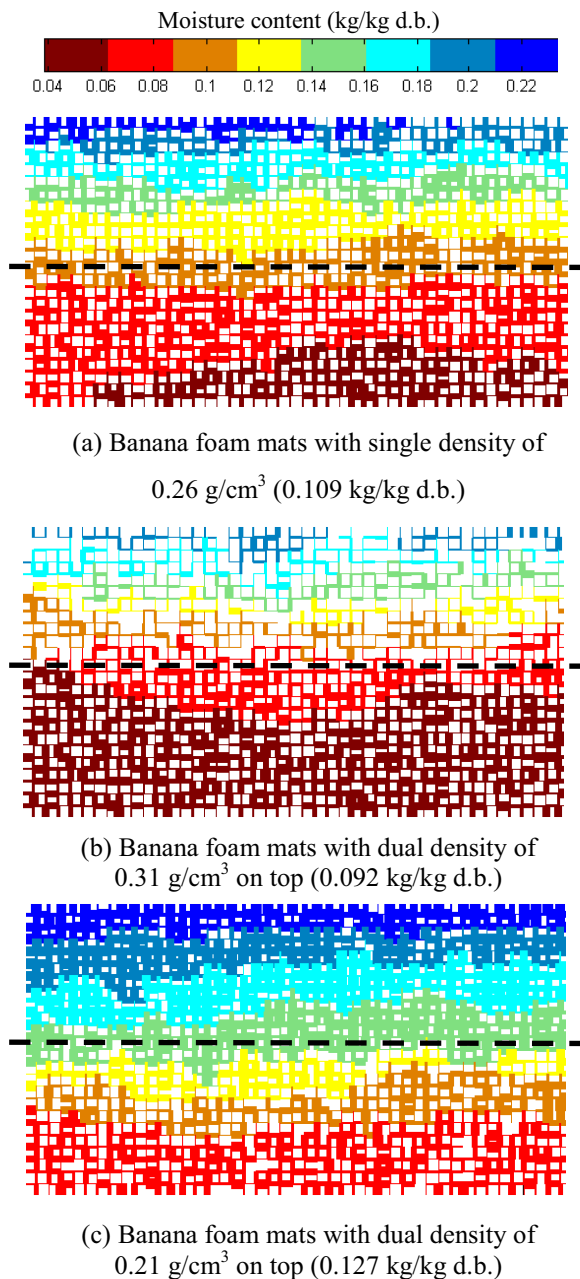 Moisture content (kg/kg d.b.)
0.04 0.06 0.08 0.1 0.12 0.14 0.16 0.18 0.2 0.22
(a) Banana foam mats with single density of
0.26 g/cm³ (0.109 kg/kg d.b.)
(b) Banana foam mats with dual density of
0.31 g/cm³ on top (0.092 kg/kg d.b.)
(c) Banana foam mats with dual density of
0.21 g/cm³ on top (0.127 kg/kg d.b.)